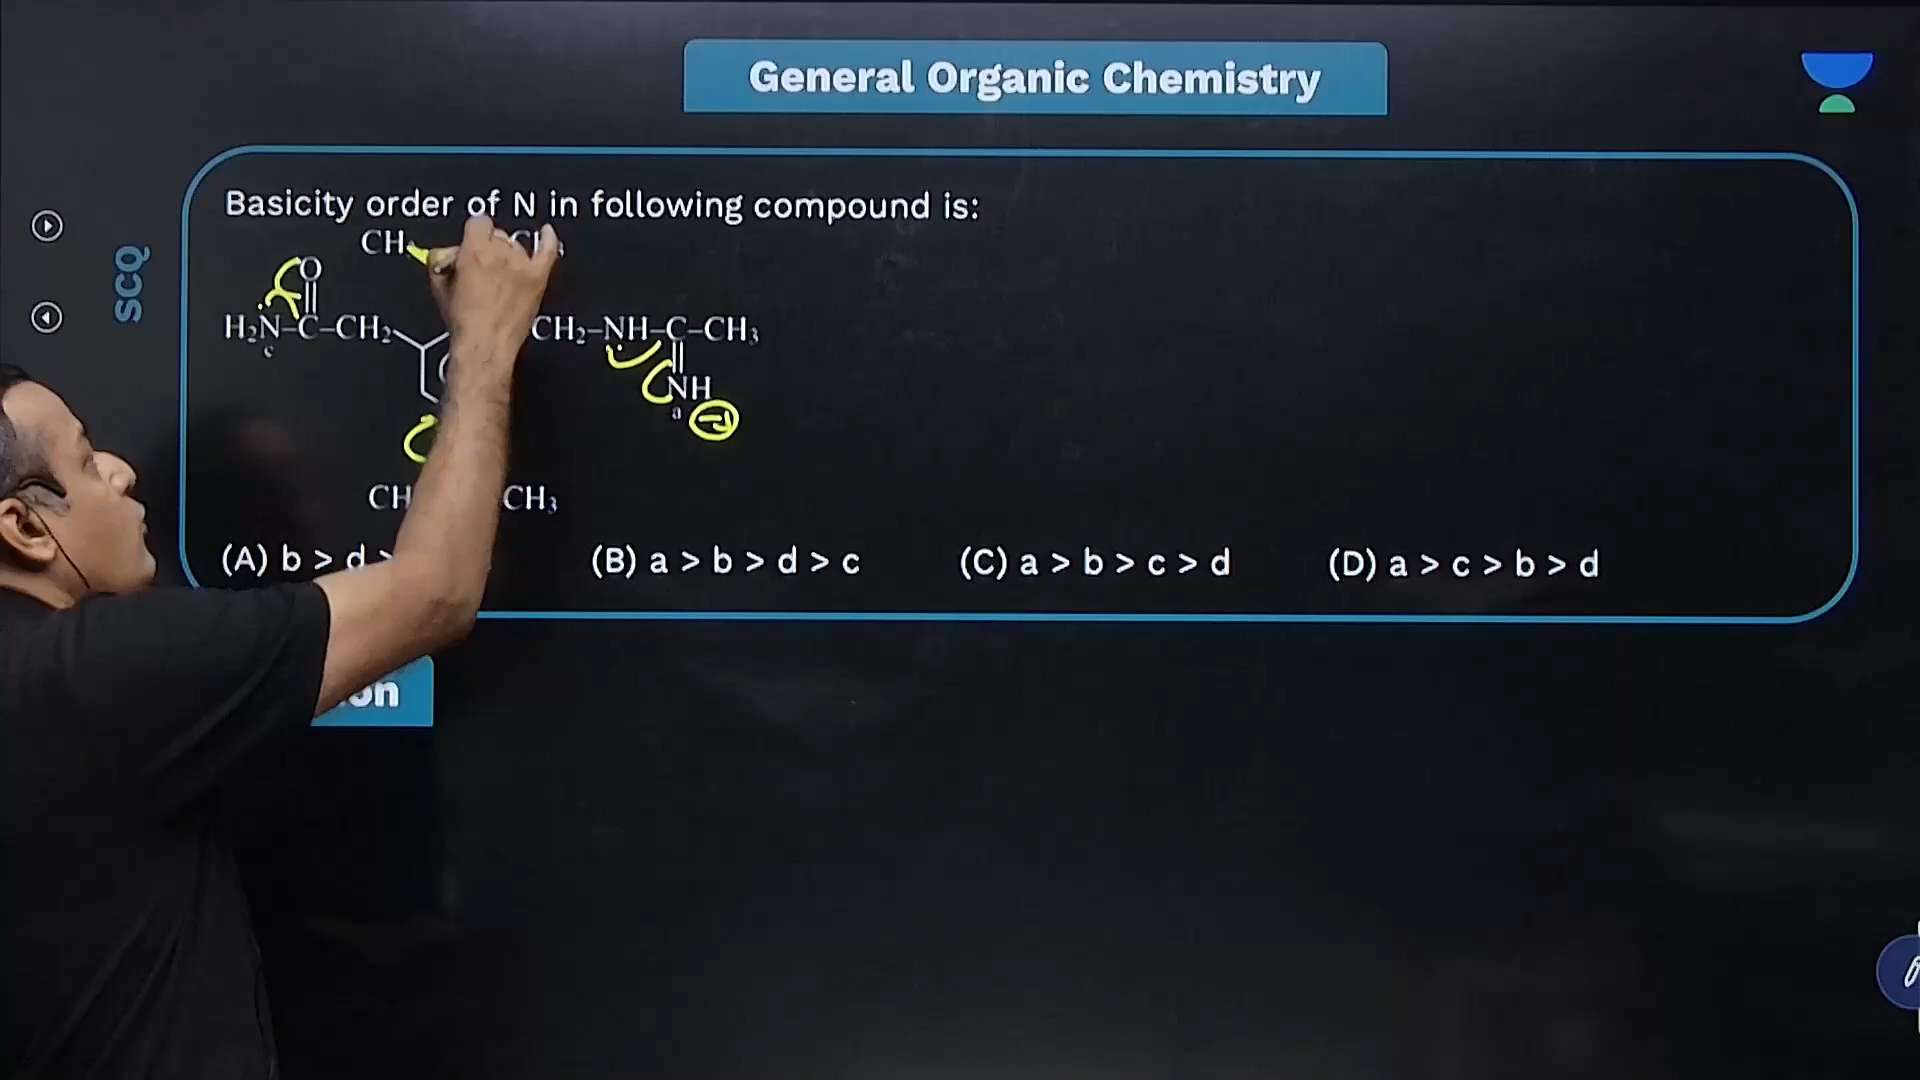 General Organic Chemistry
SCQ
Basicity order of N in following compound is:
CH CH₃
O
H₂N–C–CH₂ CH₂–NH–C–CH₃
c
NH
a
CH CH₃
(A) b > d > (B) a > b > d > c (C) a > b > c > d (D) a > c > b > d